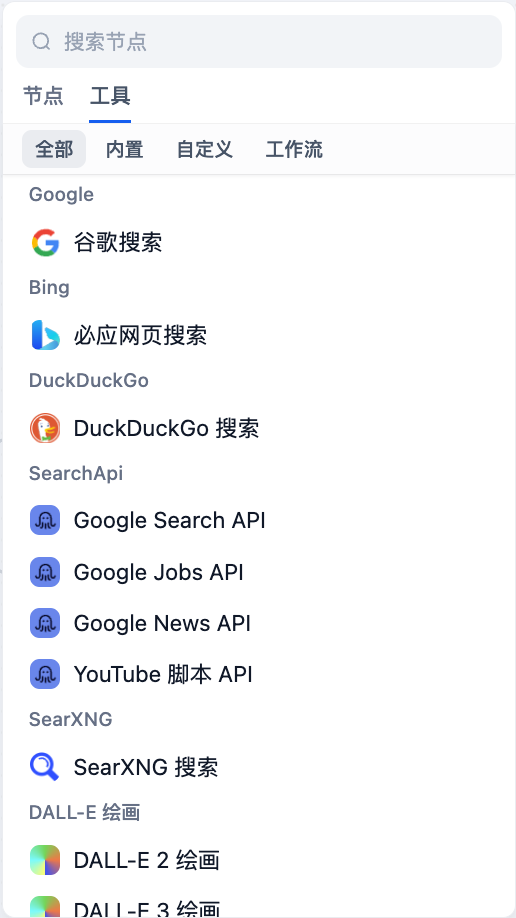 搜索节点
节点 工具
全部 内置 自定义 工作流
Google
谷歌搜索
Bing
必应网页搜索
DuckDuckGo
DuckDuckGo 搜索
SearchApi
Google Search API
Google Jobs API
Google News API
YouTube 脚本 API
SearXNG
SearXNG 搜索
DALL-E 绘画
DALL-E 2 绘画
DALL-E 3 绘画